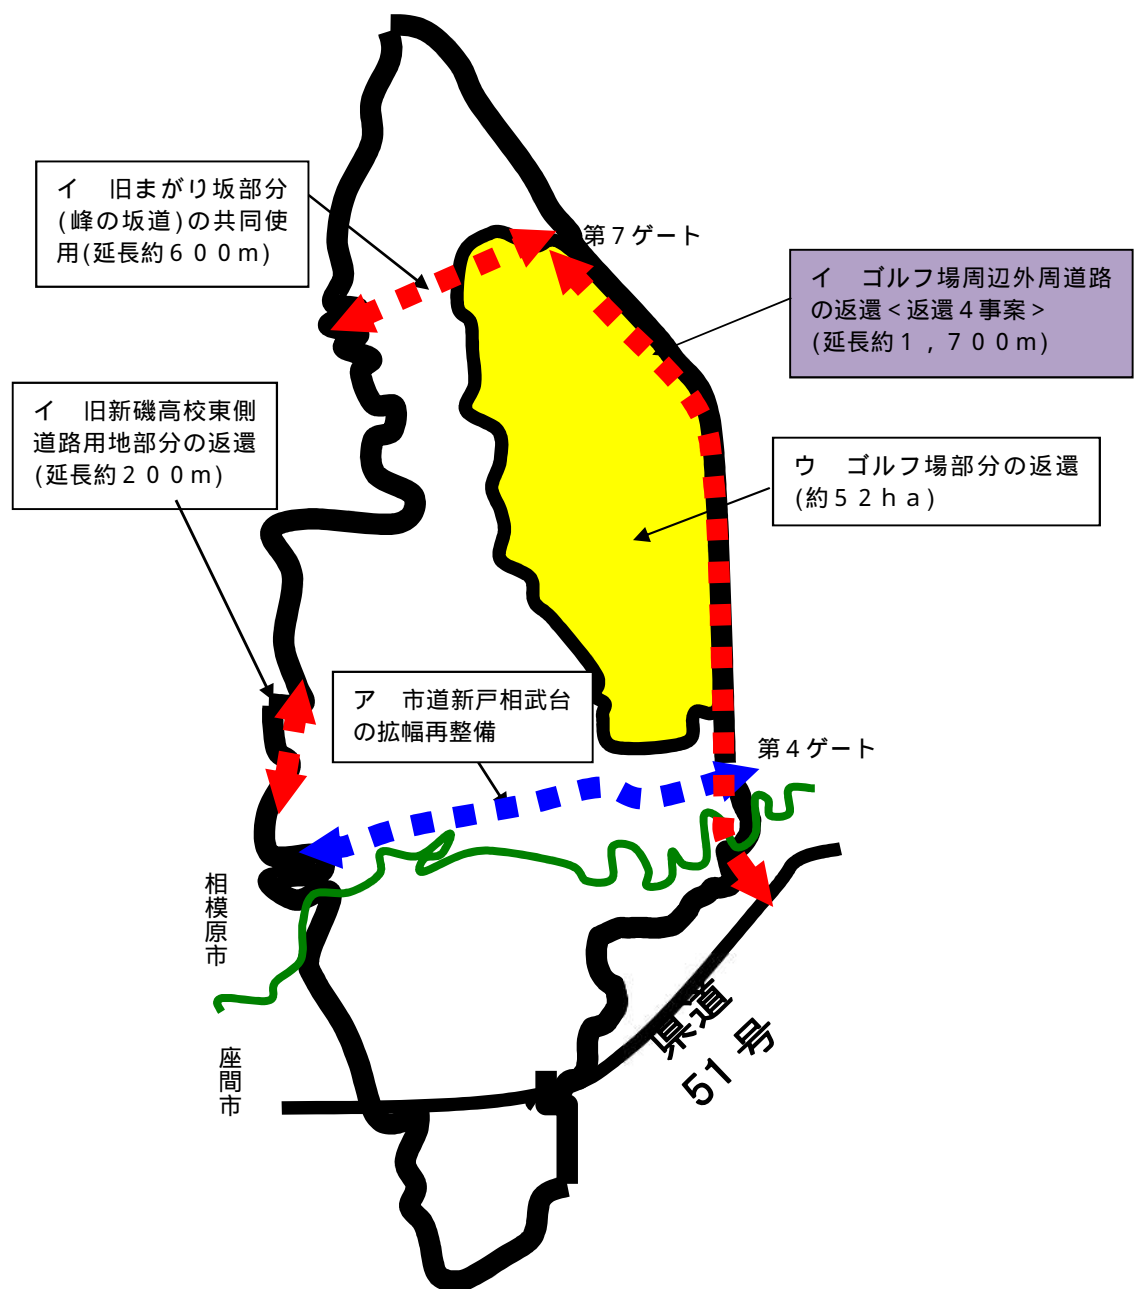 イ　旧まがり坂部分
(峰の坂道)の共同使
用(延長約６００ｍ)
第７ゲート
イ　ゴルフ場周辺外周道路
の返還＜返還４事案＞
(延長約１，７００ｍ)
イ　旧新磯高校東側
道路用地部分の返還
(延長約２００ｍ)
ウ　ゴルフ場部分の返還
(約５２ｈａ)
ア　市道新戸相武台
の拡幅再整備
第４ゲート
相模原市
座間市
県道
51号